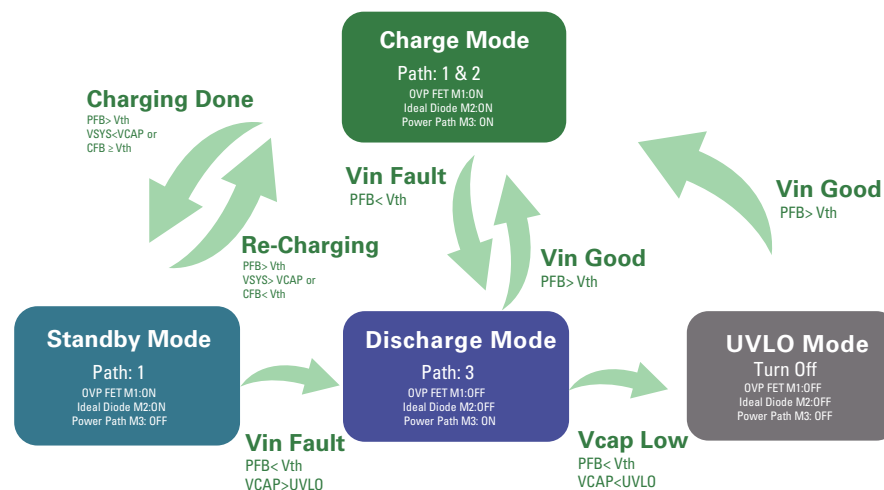 Charge Mode
Path: 1 & 2
OVP FET M1:ON
Ideal Diode M2:ON
Power Path M3: ON
Charging Done
PFB> Vth
VSYS<VCAP or
CFB ≥ Vth
Vin Fault
PFB< Vth
Vin Good
PFB> Vth
Re-Charging
PFB> Vth
VSYS> VCAP or
CFB< Vth
Vin Good
PFB> Vth
Standby Mode
Path: 1
OVP FET M1:ON
Ideal Diode M2:ON
Power Path M3: OFF
Discharge Mode
Path: 3
OVP FET M1:OFF
Ideal Diode M2:OFF
Power Path M3: ON
UVLO Mode
Turn Off
OVP FET M1:OFF
Ideal Diode M2:OFF
Power Path M3: OFF
Vin Fault
PFB< Vth
VCAP>UVLO
Vcap Low
PFB< Vth
VCAP<UVLO